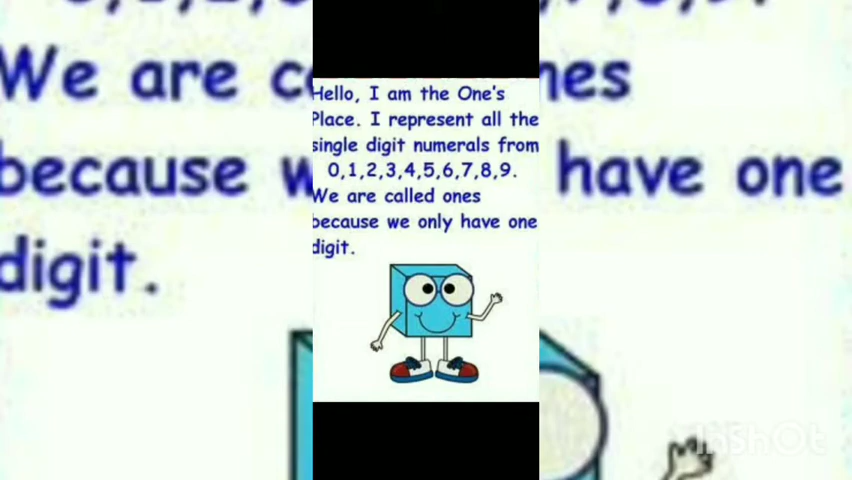 Hello, I am the One's
Place. I represent all the
single digit numerals from
0,1,2,3,4,5,6,7,8,9.
We are called ones
because we only have one
digit.
InShOt